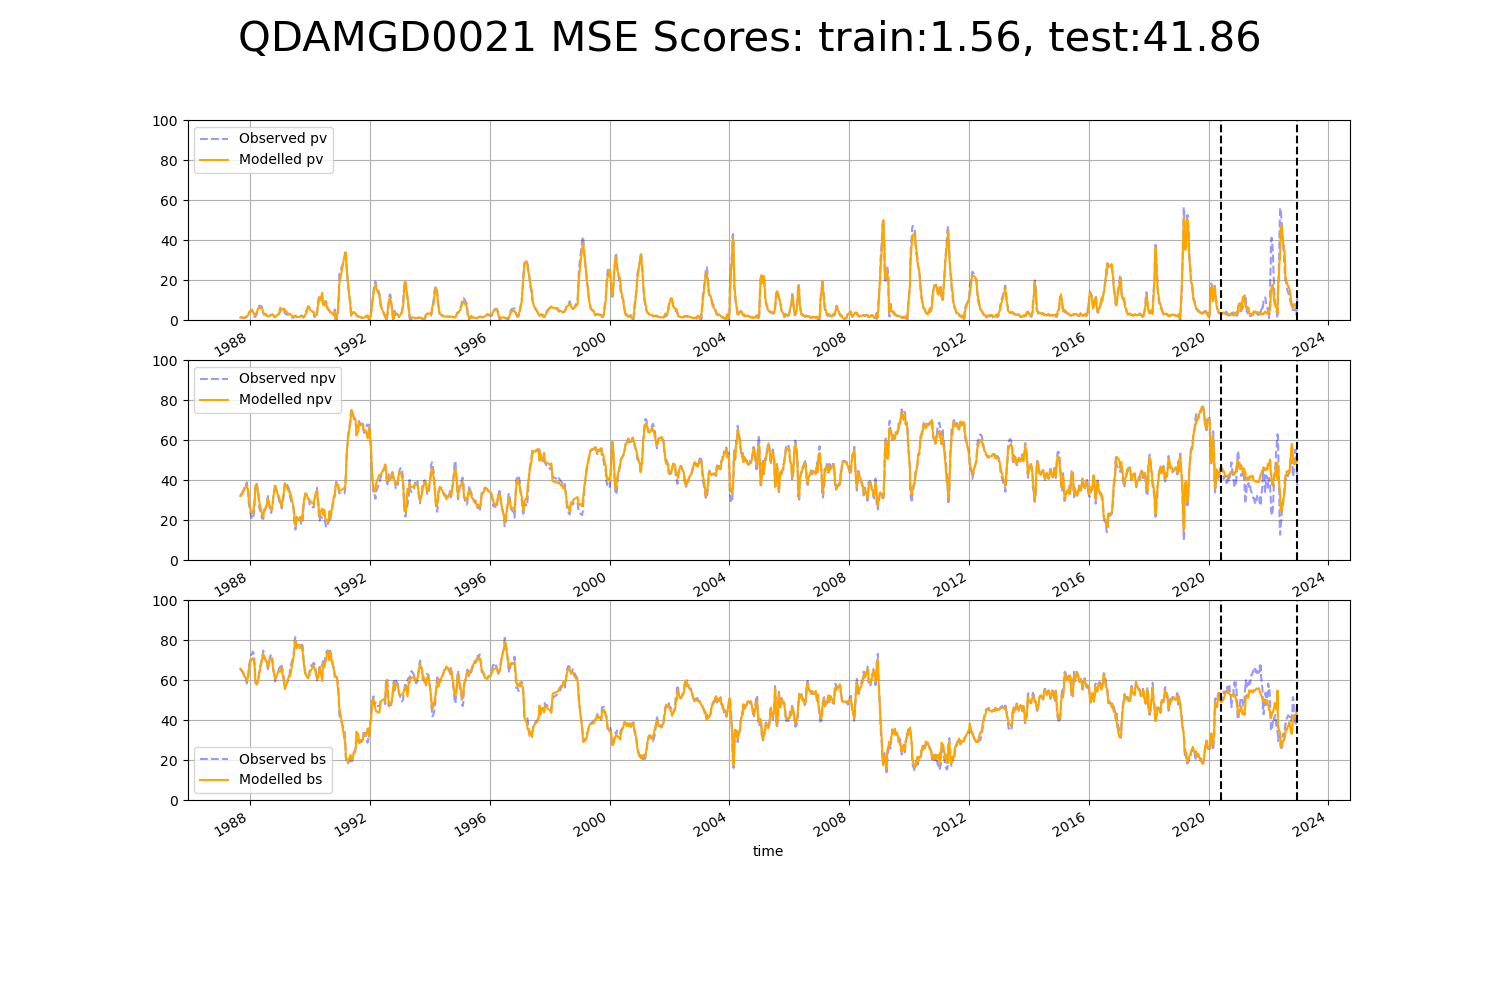 QDAMGD0021 MSE Scores: train:1.56, test:41.86
100
80
60
40
20
0
Observed pv
Modelled pv
1988 1992 1996 2000 2004 2008 2012 2016 2020 2024
100
80
60
40
20
0
Observed npv
Modelled npv
1988 1992 1996 2000 2004 2008 2012 2016 2020 2024
100
80
60
40
20
0
Observed bs
Modelled bs
1988 1992 1996 2000 2004 2008 2012 2016 2020 2024
time